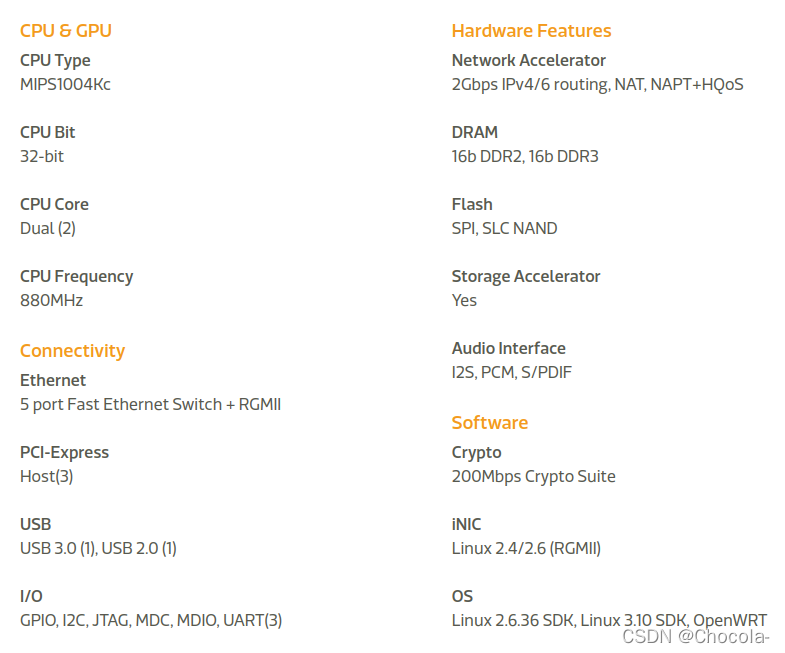 CPU & GPU
CPU Type
MIPS1004Kc
CPU Bit
32-bit
CPU Core
Dual (2)
CPU Frequency
880MHz
Connectivity
Ethernet
5 port Fast Ethernet Switch + RGMII
PCI-Express
Host(3)
USB
USB 3.0 (1), USB 2.0 (1)
I/O
GPIO, I2C, JTAG, MDC, MDIO, UART(3)
Hardware Features
Network Accelerator
2Gbps IPv4/6 routing, NAT, NAPT+HQoS
DRAM
16b DDR2, 16b DDR3
Flash
SPI, SLC NAND
Storage Accelerator
Yes
Audio Interface
I2S, PCM, S/PDIF
Software
Crypto
200Mbps Crypto Suite
iNIC
Linux 2.4/2.6 (RGMII)
OS
Linux 2.6.36 SDK, Linux 3.10 SDK, OpenWRT
CSDN @Chocola-